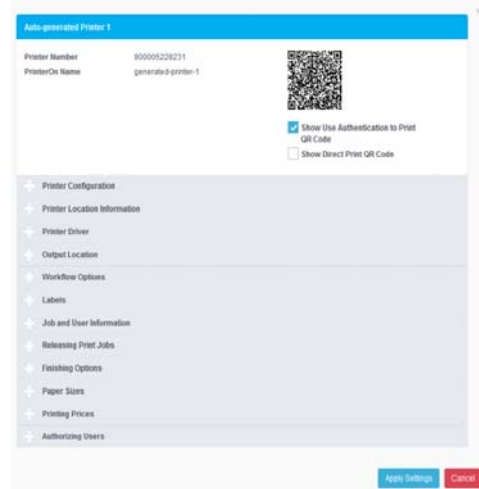 Auto-generated Printer 1
Printer Number 800005228231
PrinterOn Name generated-printer-1
Show Use Authentication to Print
QR Code
Show Direct Print QR Code
Printer Configuration
Printer Location Information
Printer Driver
Output Location
Workflow Options
Labels
Job and User Information
Releasing Print Jobs
Finishing Options
Paper Sizes
Printing Prices
Authorizing Users
Apply Settings Cancel